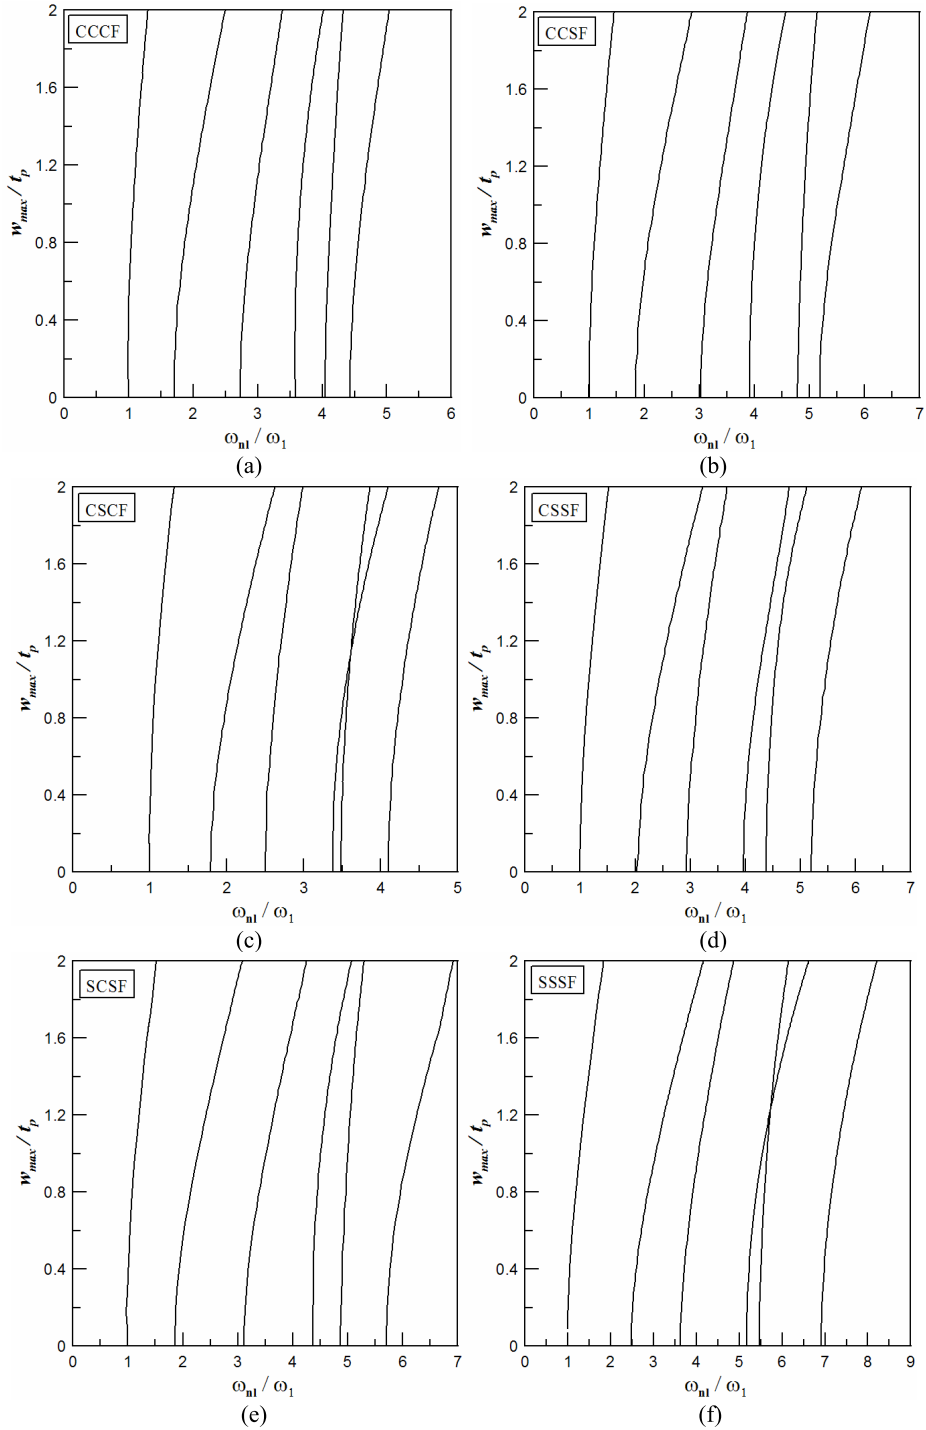 CCCF
2
1.6
1.2
0.8
0.4
0
w_max / t_p
0 1 2 3 4 5 6
ω_nl / ω_1
(a)
CCSF
2
1.6
1.2
0.8
0.4
0
w_max / t_p
0 1 2 3 4 5 6 7
ω_nl / ω_1
(b)
CSCF
2
1.6
1.2
0.8
0.4
0
w_max / t_p
0 1 2 3 4 5
ω_nl / ω_1
(c)
CSSF
2
1.6
1.2
0.8
0.4
0
w_max / t_p
0 1 2 3 4 5 6 7
ω_nl / ω_1
(d)
SCSF
2
1.6
1.2
0.8
0.4
0
w_max / t_p
0 1 2 3 4 5 6 7
ω_nl / ω_1
(e)
SSSF
2
1.6
1.2
0.8
0.4
0
w_max / t_p
0 1 2 3 4 5 6 7 8 9
ω_nl / ω_1
(f)